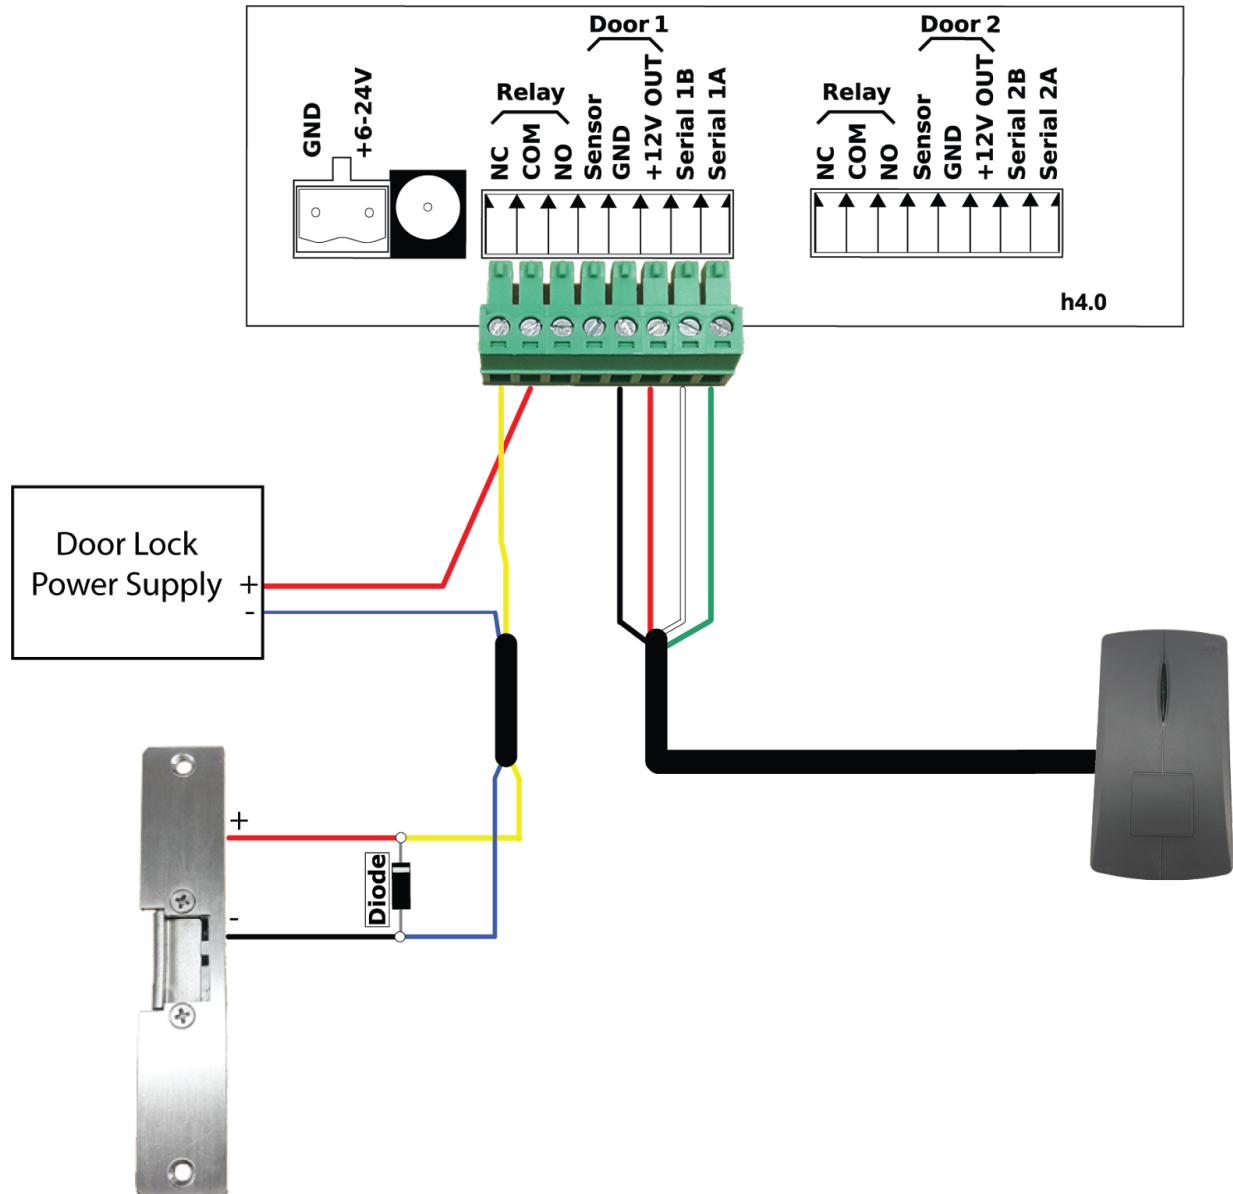 Door 1
Door 2
Relay
Relay
GND
+6-24V
NC
COM
NO
Sensor
GND
+12V OUT
Serial 1B
Serial 1A
NC
COM
NO
Sensor
GND
+12V OUT
Serial 2B
Serial 2A
h4.0
Door Lock
Power Supply
+
-
+
-
Diode